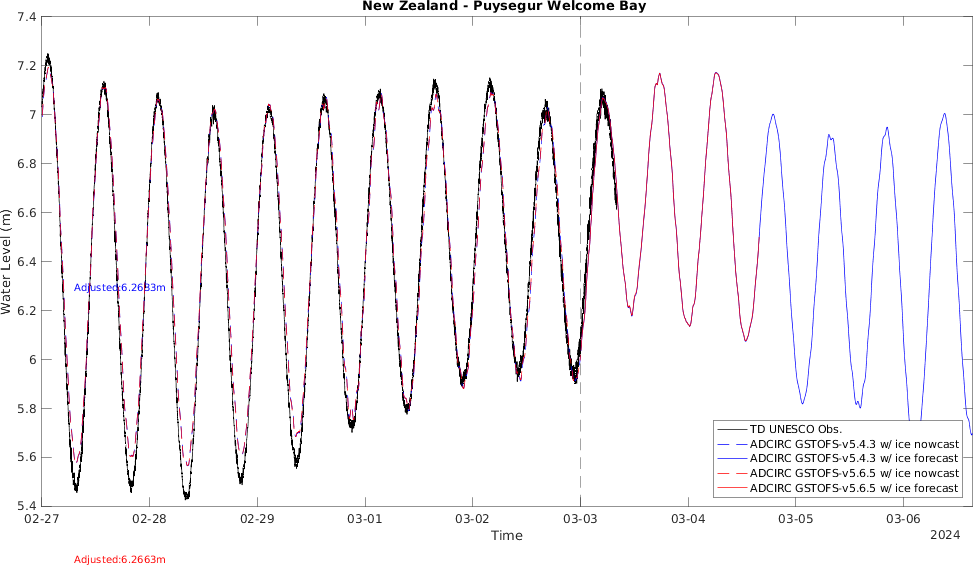 New Zealand - Puysegur Welcome Bay
Water Level (m)
7.4
7.2
7
6.8
6.6
6.4
6.2
6
5.8
5.6
5.4
Adjusted:6.2693m
TD UNESCO Obs.
ADCIRC GSTOFS-v5.4.3 w/ ice nowcast
ADCIRC GSTOFS-v5.4.3 w/ ice forecast
ADCIRC GSTOFS-v5.6.5 w/ ice nowcast
ADCIRC GSTOFS-v5.6.5 w/ ice forecast
02-27 02-28 02-29 03-01 03-02 03-03 03-04 03-05 03-06
Time
2024
Adjusted:6.2663m